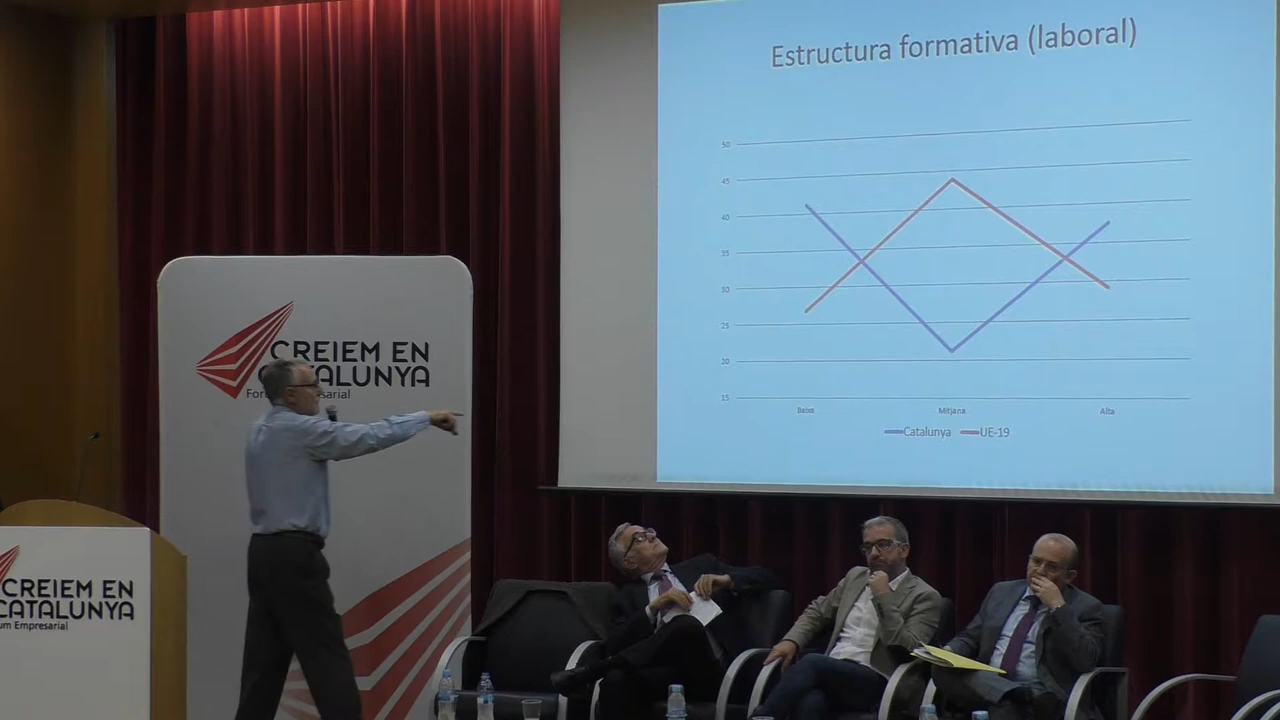 Estructura formativa (laboral)
50
45
40
35
30
25
20
15
Baixa
Mitjana
Alta
Catalunya
UE-19
CREIEM EN
CATALUNYA
CREIEM EN
CATALUNYA
um Empresarial